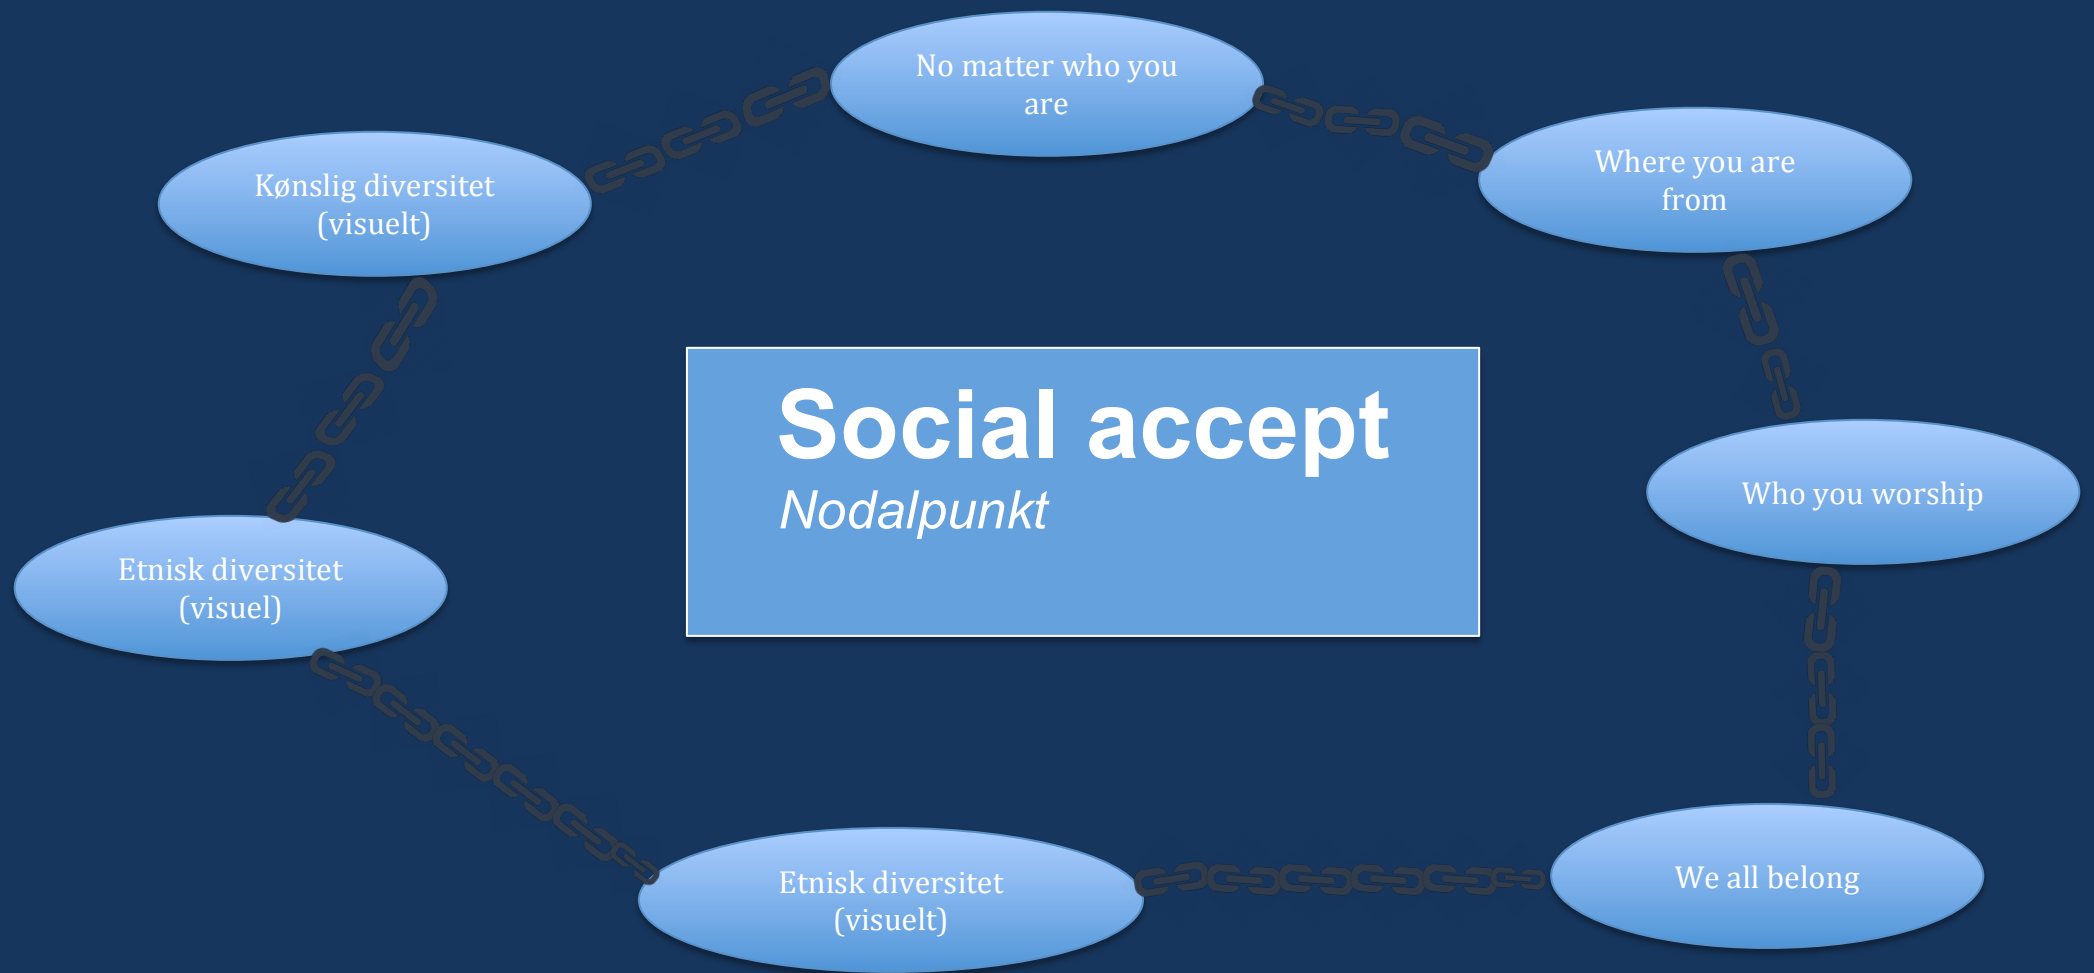 No matter who you
are
Kønslig diversitet
(visuelt)
Where you are
from
Social accept
Nodalpunkt
Who you worship
Etnisk diversitet
(visuel)
Etnisk diversitet
(visuelt)
We all belong